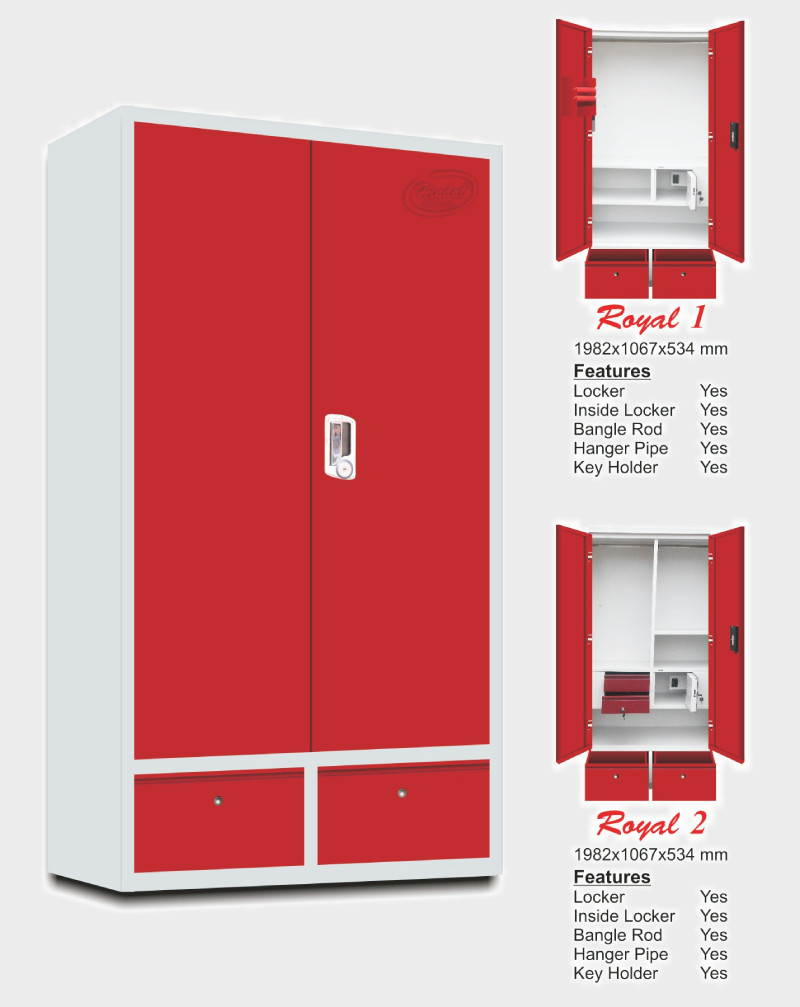 Royal 1
1982x1067x534 mm
Features
Locker Yes
Inside Locker Yes
Bangle Rod Yes
Hanger Pipe Yes
Key Holder Yes
Royal 2
1982x1067x534 mm
Features
Locker Yes
Inside Locker Yes
Bangle Rod Yes
Hanger Pipe Yes
Key Holder Yes